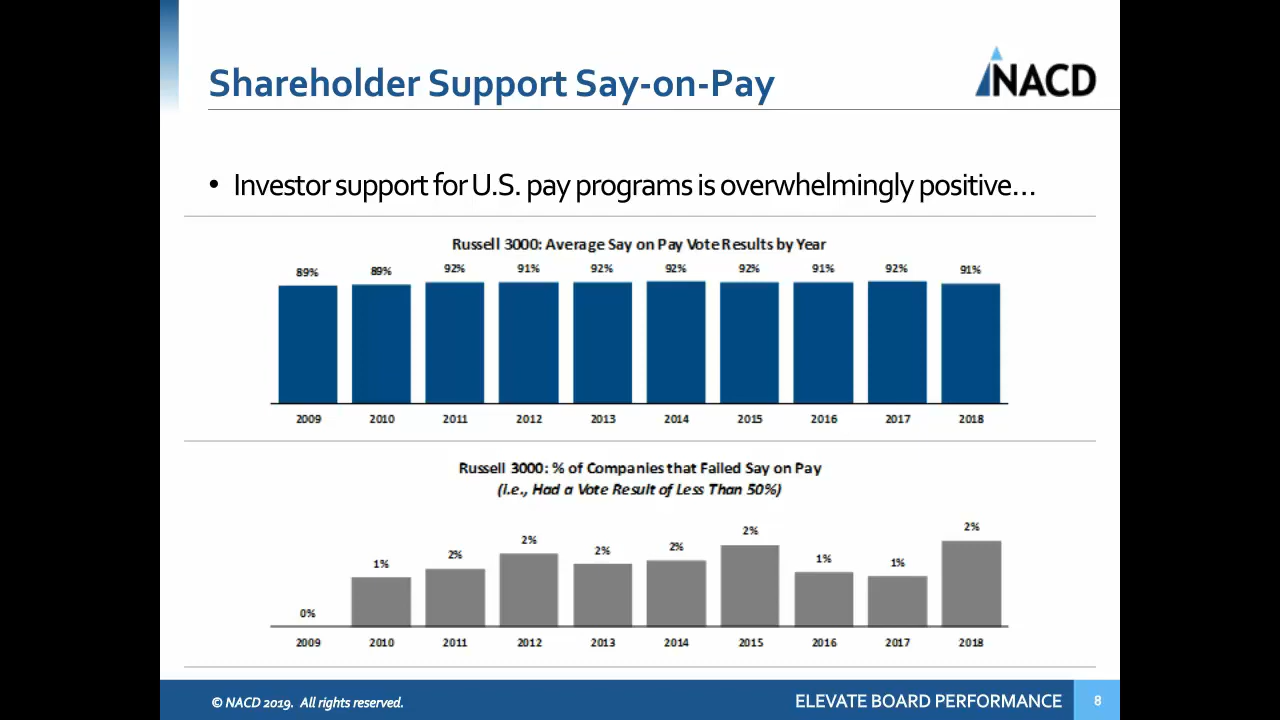 Shareholder Support Say-on-Pay
NACD
• Investor support for U.S. pay programs is overwhelmingly positive…
Russell 3000: Average Say on Pay Vote Results by Year
89% 89% 92% 91% 92% 92% 92% 91% 92% 91%
2009 2010 2011 2012 2013 2014 2015 2016 2017 2018
Russell 3000: % of Companies that Failed Say on Pay
(i.e., Had a Vote Result of Less Than 50%)
0% 1% 2% 2% 2% 2% 2% 1% 1% 2%
2009 2010 2011 2012 2013 2014 2015 2016 2017 2018
© NACD 2019. All rights reserved.
ELEVATE BOARD PERFORMANCE 8